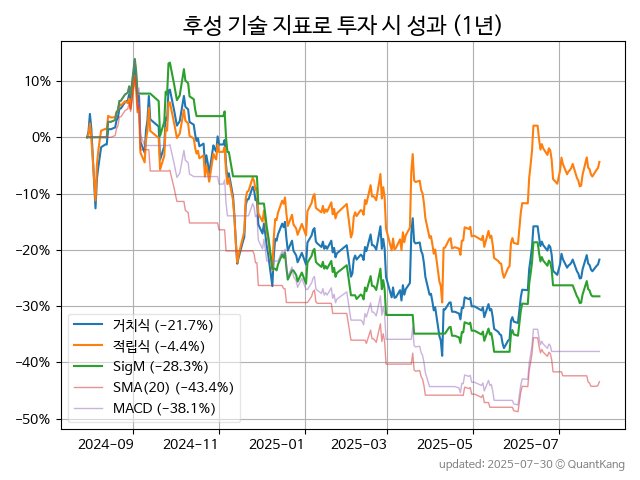 후성 기술 지표로 투자 시 성과 (1년)
10%
0%
−10%
−20%
−30%
−40%
−50%
거치식 (−21.7%)
적립식 (−4.4%)
SigM (−28.3%)
SMA(20) (−43.4%)
MACD (−38.1%)
2024-09
2024-11
2025-01
2025-03
2025-05
2025-07
updated: 2025-07-30 © QuantKang